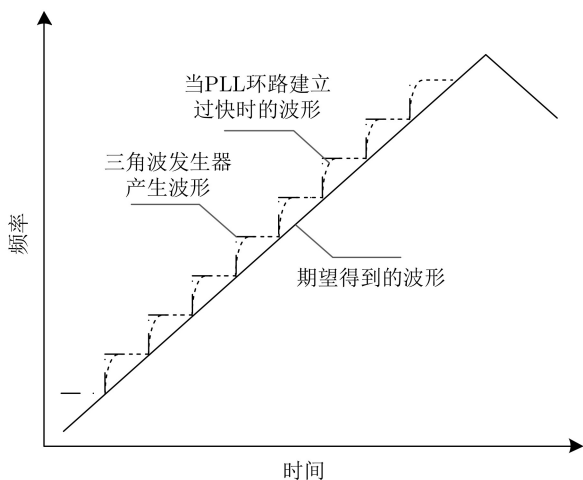 当PLL环路建立
过快时的波形
三角波发生器
产生波形
频率
期望得到的波形
时间